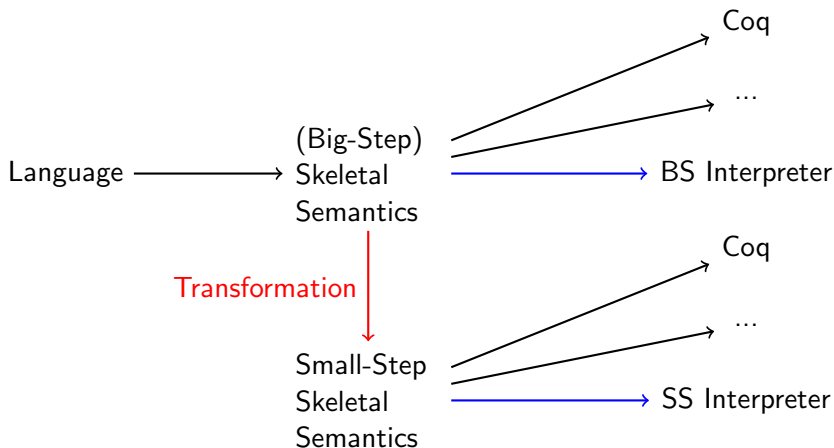 Coq
...
(Big-Step)
Language
Skeletal
BS Interpreter
Semantics
Coq
Transformation
...
Small-Step
Skeletal
SS Interpreter
Semantics